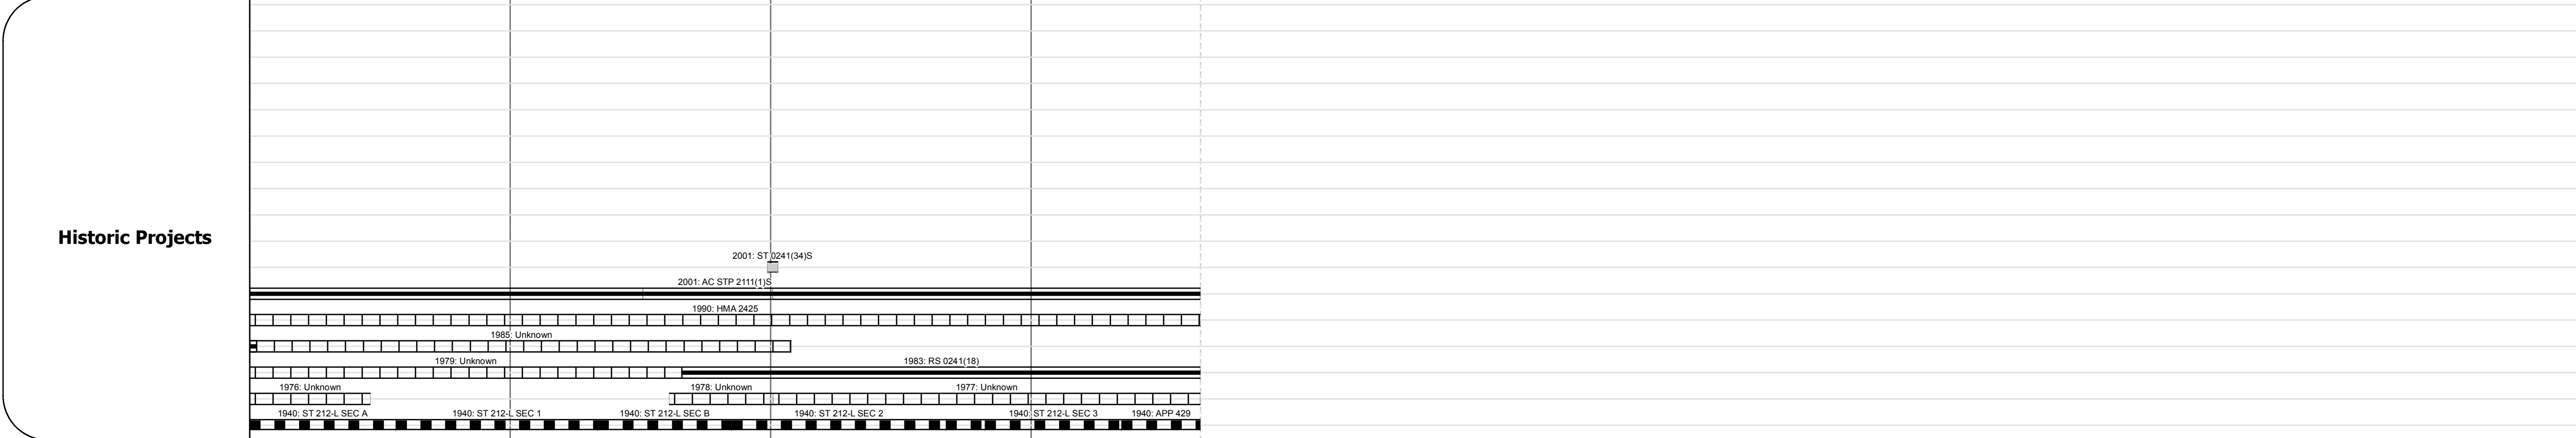 Historic Projects
2001: ST 0241(34)S
2001: AC STP 2111(1)S
1990: HMA 2425
1985: Unknown
1979: Unknown 1983: RS 0241(18)
1976: Unknown 1978: Unknown 1977: Unknown
1940: ST 212-L SEC A 1940: ST 212-L SEC 1 1940: ST 212-L SEC B 1940: ST 212-L SEC 2 1940: ST 212-L SEC 3 1940: APP 429